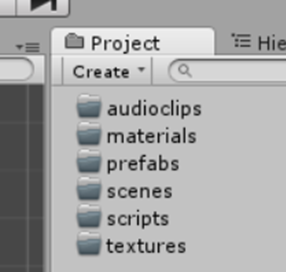 Project
Hie
Create
audioclips
materials
prefabs
scenes
scripts
textures